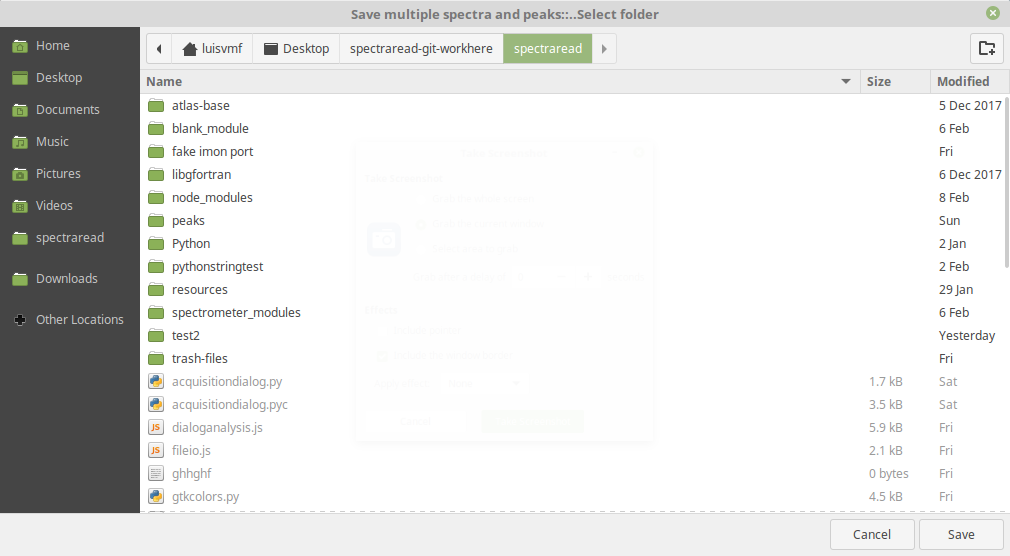 Save multiple spectra and peaks::..Select folder
Home
Desktop
Documents
Music
Pictures
Videos
spectraread
Downloads
Other Locations
luisvmf Desktop spectraread-git-workhere spectraread
Name Size Modified
atlas-base 5 Dec 2017
blank_module 6 Feb
fake imon port Fri
libgfortran 6 Dec 2017
node_modules 8 Feb
peaks Sun
Python 2 Jan
pythonstringtest 2 Feb
resources 29 Jan
spectrometer_modules 6 Feb
test2 Yesterday
trash-files Fri
acquisitiondialog.py 1.7 kB Sat
acquisitiondialog.pyc 3.5 kB Sat
JS dialoganalysis.js 5.9 kB Fri
JS fileio.js 2.1 kB Fri
ghhghf 0 bytes Fri
gtkcolors.py 4.5 kB Fri
Cancel Save